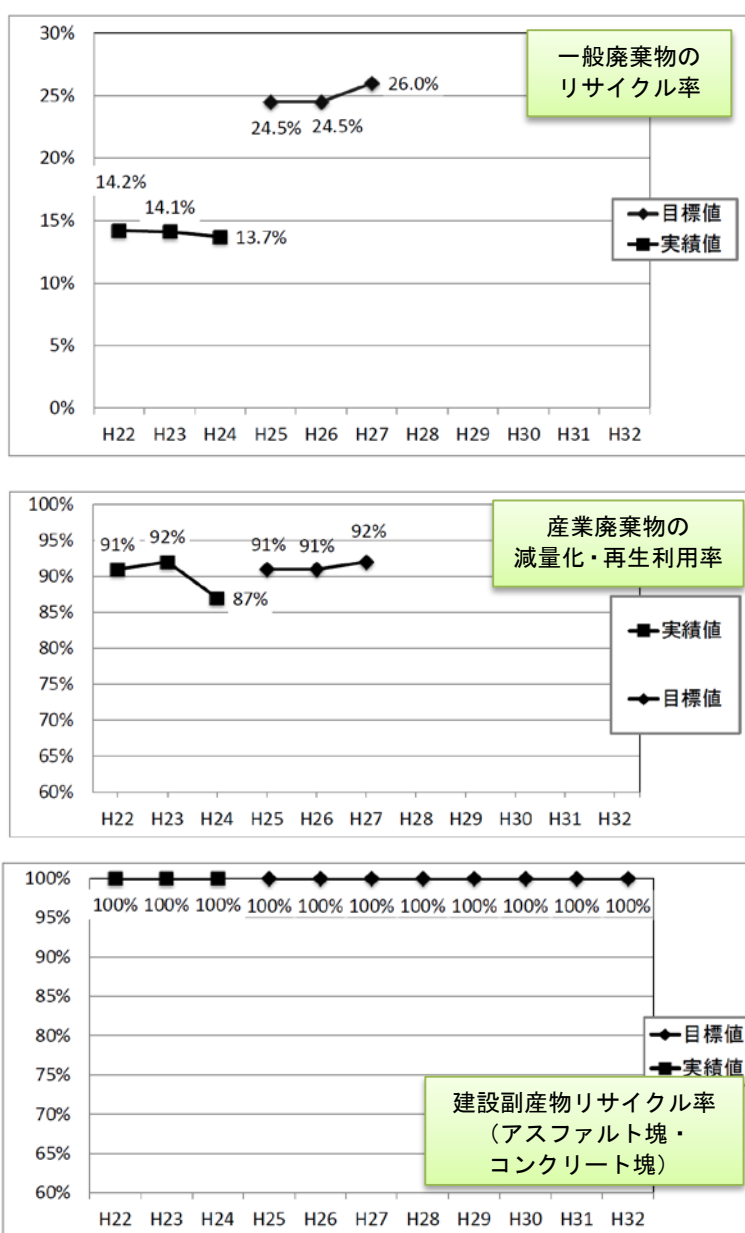 一般廃棄物の
リサイクル率
30%
25%
20%
15%
10%
5%
0%
14.2%
14.1%
13.7%
24.5%
24.5%
26.0%
目標値
実績値
H22 H23 H24 H25 H26 H27 H28 H29 H30 H31 H32
産業廃棄物の
減量化・再生利用率
100%
95%
90%
85%
80%
75%
70%
65%
60%
91%
92%
87%
91%
91%
92%
実績値
目標値
H22 H23 H24 H25 H26 H27 H28 H29 H30 H31 H32
100%
95%
90%
85%
80%
75%
70%
65%
60%
100% 100% 100% 100% 100% 100% 100% 100% 100% 100% 100%
目標値
実績値
建設副産物リサイクル率
（アスファルト塊・
コンクリート塊）
H22 H23 H24 H25 H26 H27 H28 H29 H30 H31 H32